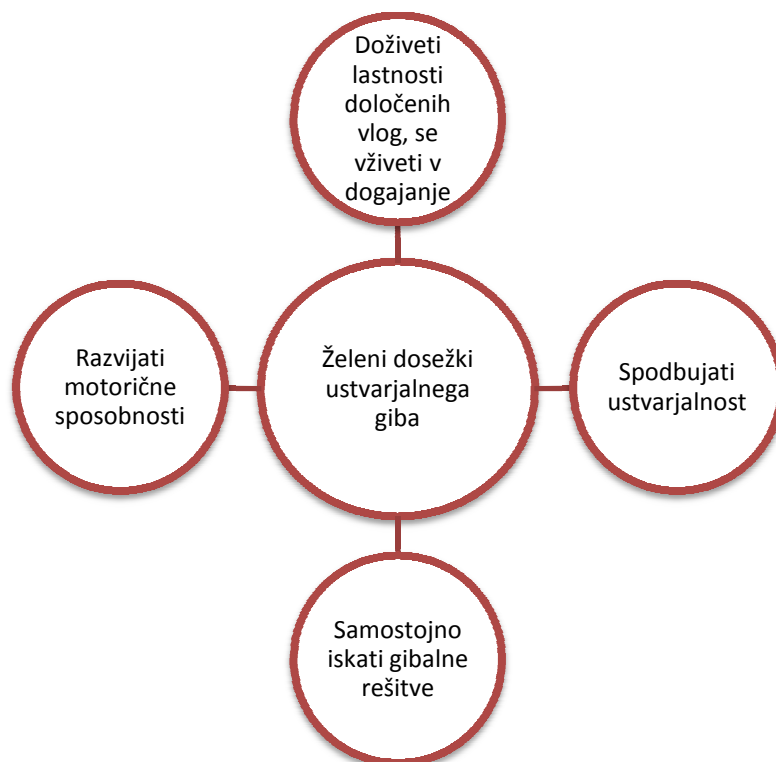 Doživeti
lastnosti
določenih
vlog, se
vživeti v
dogajanje
Razvijati
motorične
sposobnosti
Želeni dosežki
ustvarjalnega
giba
Spodbujati
ustvarjalnost
Samostojno
iskati gibalne
rešitve